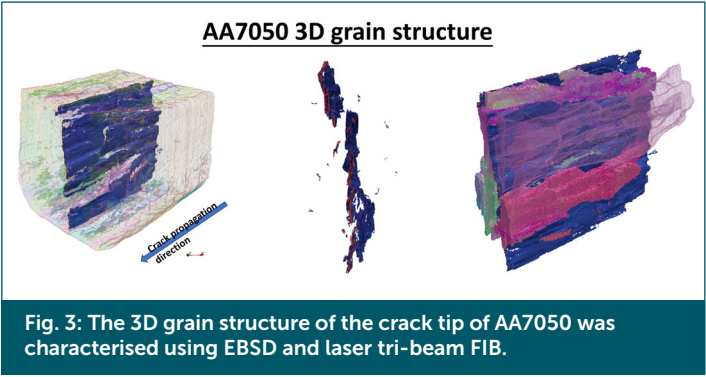 AA7050 3D grain structure
Crack propagation
direction
Fig. 3: The 3D grain structure of the crack tip of AA7050 was
characterised using EBSD and laser tri-beam FIB.